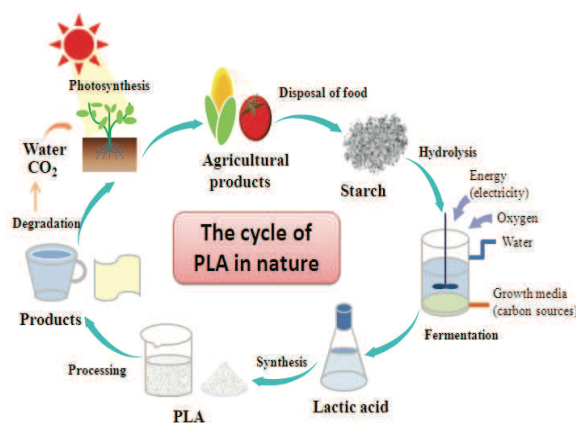 Photosynthesis
Disposal of food
Water
CO₂
Agricultural
products
Starch
Hydrolysis
Energy
(electricity)
Oxygen
Water
Degradation
The cycle of
PLA in nature
Growth media
(carbon sources)
Products
Fermentation
Processing
Synthesis
PLA
Lactic acid